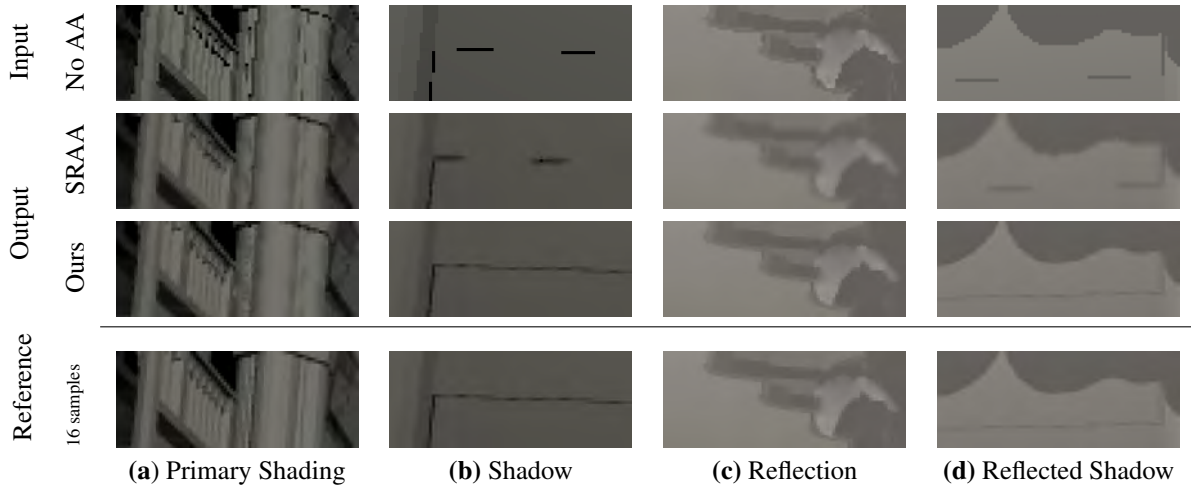 Input
No AA
Output
SRAA
Ours
Reference
16 samples
(a) Primary Shading
(b) Shadow
(c) Reflection
(d) Reflected Shadow